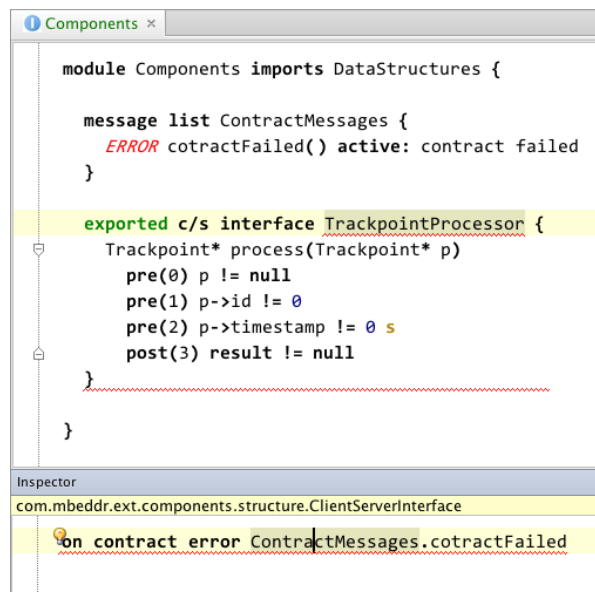 Components ×
module Components imports DataStructures {
message list ContractMessages {
ERROR cotractFailed() active: contract failed
}
exported c/s interface TrackpointProcessor {
Trackpoint* process(Trackpoint* p)
pre(0) p != null
pre(1) p->id != 0
pre(2) p->timestamp != 0 s
post(3) result != null
}
}
Inspector
com.mbeddr.ext.components.structure.ClientServerInterface
on contract error ContractMessages.cotractFailed